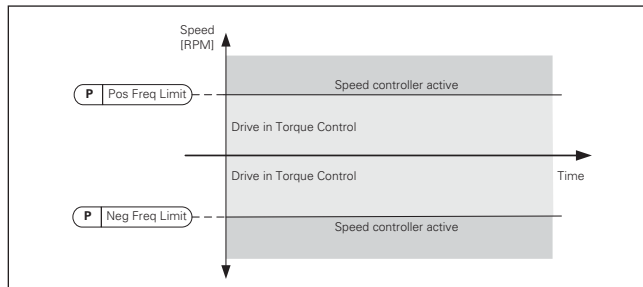 Speed
[RPM]
Speed controller active
P Pos Freq Limit
Drive in Torque Control
Drive in Torque Control
Time
P Neg Freq Limit
Speed controller active